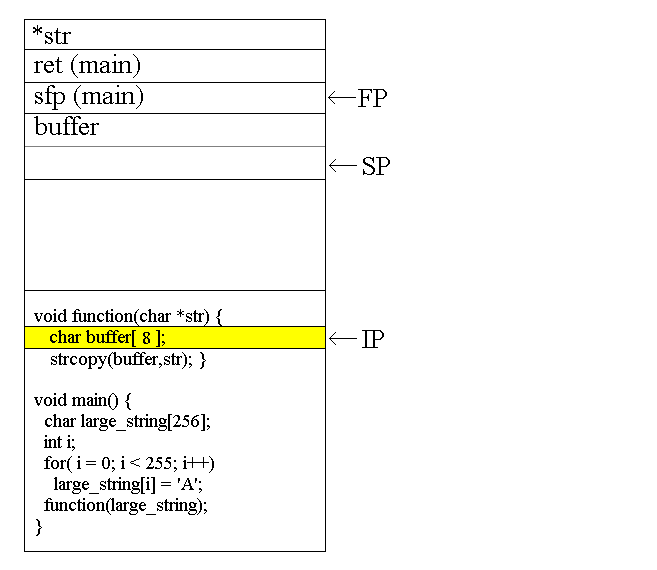 *str
ret (main)
sfp (main)
FP
buffer
SP
void function(char *str) {
char buffer[ 8 ];
IP
strcopy(buffer,str); }
void main() {
char large_string[256];
int i;
for( i = 0; i < 255; i++)
large_string[i] = 'A';
function(large_string);
}